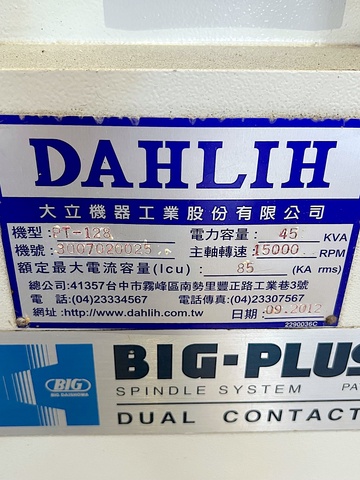 DAHLIH
大立機器工業股份有限公司
機型: PT-128 電力容量: 45 KVA
機號: 3007020025 主軸轉速: 15000 RPM
額定最大電流容量(Icu) : 85 (KA rms)
總公司:41357台中市霧峰區南勢里豐正路工業巷3號
電 話:(04)23334567 電話傳真:(04)23307567
網址:http://www.dahlih.com.tw 日期: 09.2012
2290036C
BIG
BIG DAISHOWA
BIG-PLUS
SPINDLE SYSTEM PA
DUAL CONTACT